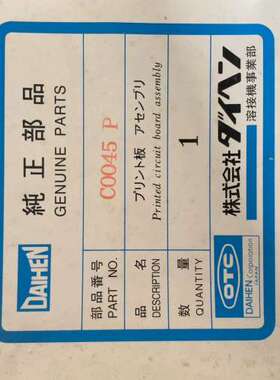 DAIHEN
純正部品
GENUINE PARTS
部品番号
PART NO.
C0045 P
品名
DESCRIPTION
プリント板 アセンブリ
Printed circuit board assembly
数量
QUANTITY
1
OTC
DAIHEN Corporation
JAPAN
株式会社ダイヘン
溶接機事業部